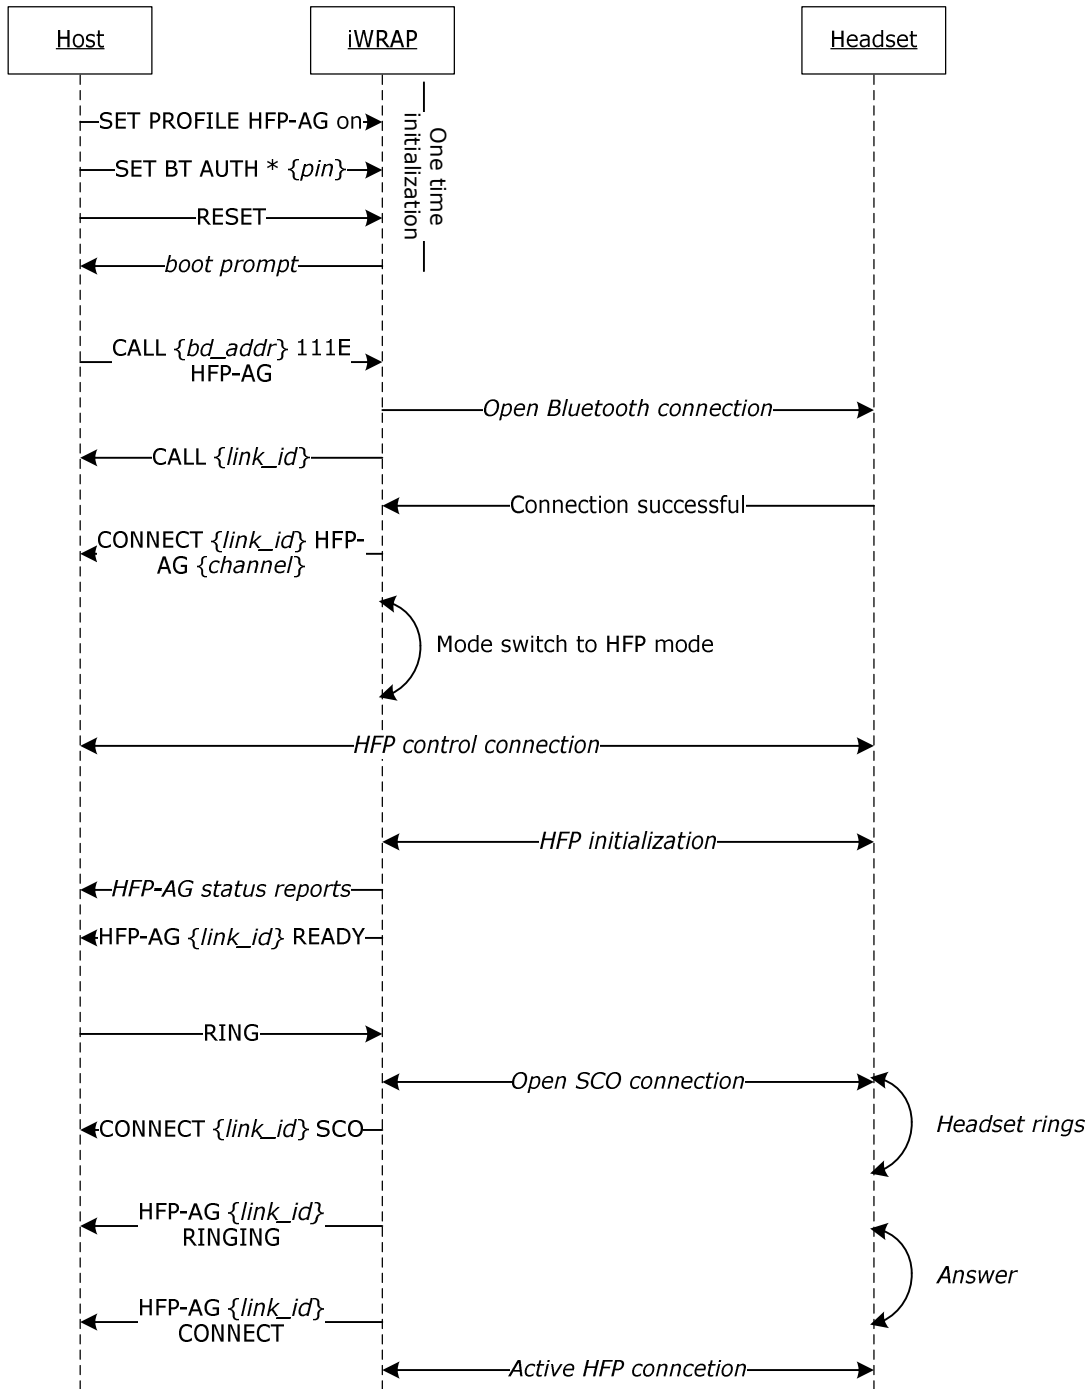 Host
iWRAP
Headset
SET PROFILE HFP-AG on
One time
initialization
SET BT AUTH * {pin}
RESET
boot prompt
CALL {bd_addr} 111E
HFP-AG
Open Bluetooth connection
CALL {link_id}
Connection successful
CONNECT {link_id} HFP-
AG {channel}
Mode switch to HFP mode
HFP control connection
HFP initialization
HFP-AG status reports
HFP-AG {link_id} READY
RING
Open SCO connection
CONNECT {link_id} SCO
Headset rings
HFP-AG {link_id}
RINGING
Answer
HFP-AG {link_id}
CONNECT
Active HFP conncetion